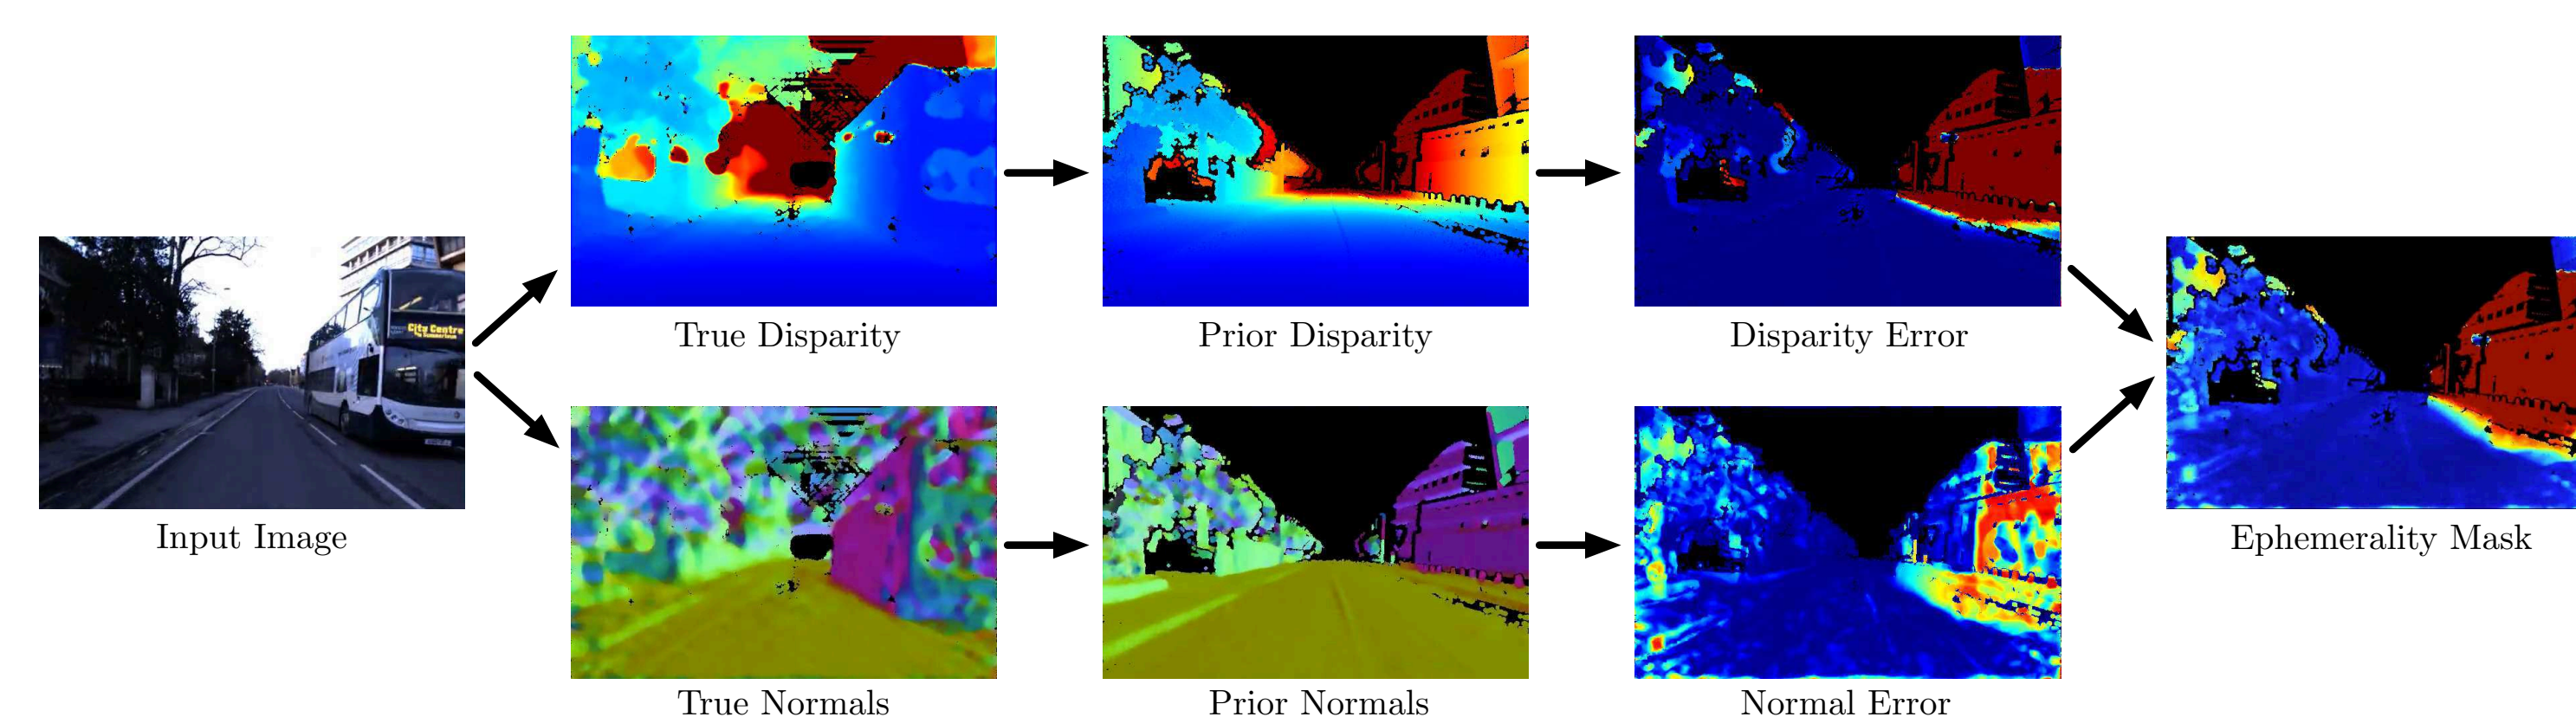 City Centre
True Disparity
Prior Disparity
Disparity Error
Input Image
Ephemerality Mask
True Normals
Prior Normals
Normal Error